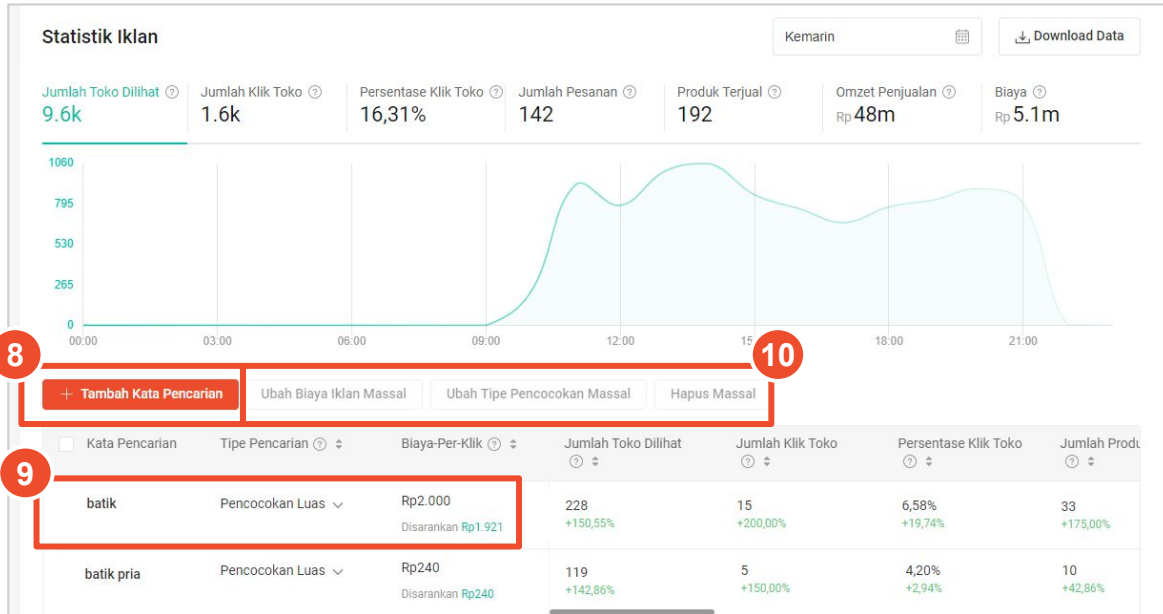 Statistik Iklan
Kemarin
Download Data
Jumlah Toko Dilihat
9.6k
Jumlah Klik Toko
1.6k
Persentase Klik Toko
16,31%
Jumlah Pesanan
142
Produk Terjual
192
Omzet Penjualan
Rp 48m
Biaya
Rp 5.1m
1060
795
530
265
0
00:00 03:00 06:00 09:00 12:00 18:00 21:00
8
10
+ Tambah Kata Pencarian
Ubah Biaya Iklan Massal
Ubah Tipe Pencocokan Massal
Hapus Massal
Kata Pencarian Tipe Pencarian Biaya-Per-Klik Jumlah Toko Dilihat Jumlah Klik Toko Persentase Klik Toko Jumlah Produ
9
batik Pencocokan Luas Rp2.000 228 15 6,58% 33
Disarankan Rp1.921 +150,55% +200,00% +19,74% +175,00%
batik pria Pencocokan Luas Rp240 119 5 4,20% 10
Disarankan Rp240 +142,86% +150,00% +2,94% +42,86%